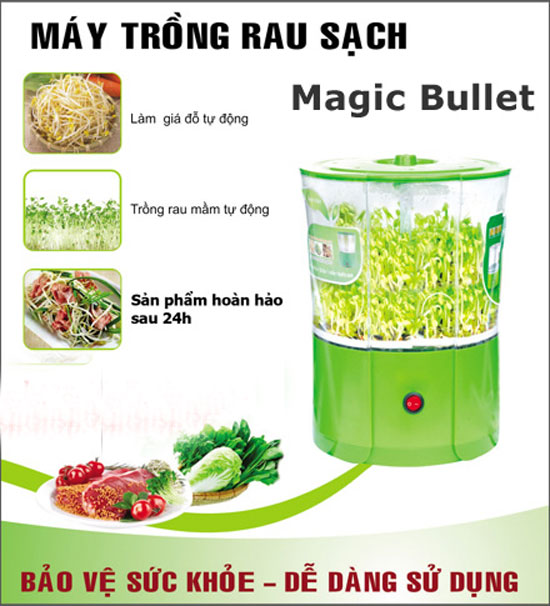 MÁY TRỒNG RAU SẠCH
Magic Bullet
Làm giá đỗ tự động
Trồng rau mầm tự động
Sản phẩm hoàn hảo
sau 24h
BẢO VỆ SỨC KHỎE – DỄ DÀNG SỬ DỤNG